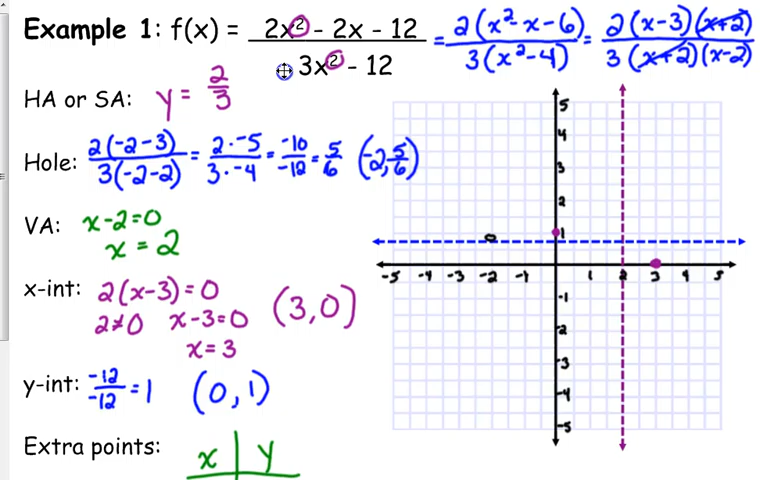 Example 1: f(x) = 2x² - 2x - 12 / 3x² - 12 = 2(x² - x - 6) / 3(x² - 4) = 2(x-3)(x+2) / 3(x+2)(x-2)
HA or SA: y = 2/3
Hole: 2(-2-3) / 3(-2-2) = 2·-5 / 3·-4 = -10/-12 = 5/6 (-2, 5/6)
VA: x-2=0
x = 2
x-int: 2(x-3)=0 (3,0)
2≠0 x-3=0
x=3
y-int: -12/-12 = 1 (0,1)
Extra points:
x y
5
4
3
2
1
-5 -4 -3 -2 -1 1 2 3 4 5
-1
-2
-3
-4
-5